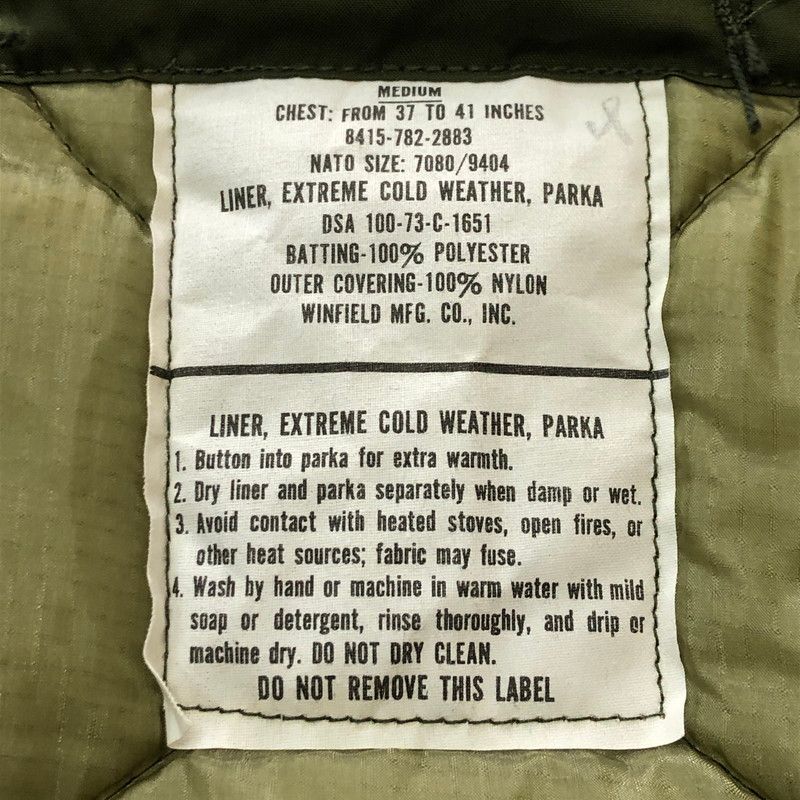 MEDIUM
CHEST: FROM 37 TO 41 INCHES
8415-782-2883
NATO SIZE: 7080/9404
LINER, EXTREME COLD WEATHER, PARKA
DSA 100-73-C-1651
BATTING-100% POLYESTER
OUTER COVERING-100% NYLON
WINFIELD MFG. CO., INC.
LINER, EXTREME COLD WEATHER, PARKA
1. Button into parka for extra warmth.
2. Dry liner and parka separately when damp or wet.
3. Avoid contact with heated stoves, open fires, or
other heat sources; fabric may fuse.
4. Wash by hand or machine in warm water with mild
soap or detergent, rinse thoroughly, and drip or
machine dry. DO NOT DRY CLEAN.
DO NOT REMOVE THIS LABEL